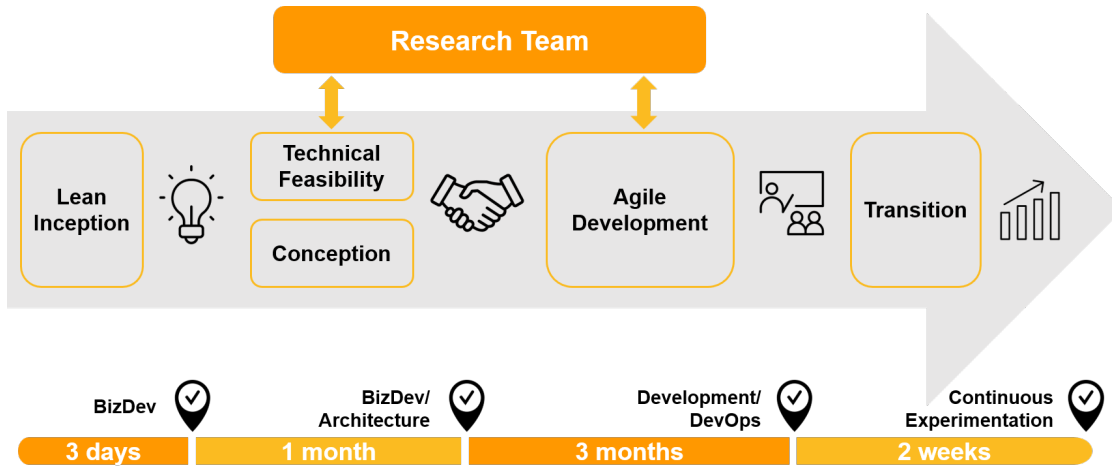 Research Team
Lean
Inception
Technical
Feasibility
Conception
Agile
Development
Transition
BizDev
BizDev/
Architecture
Development/
DevOps
Continuous
Experimentation
3 days
1 month
3 months
2 weeks